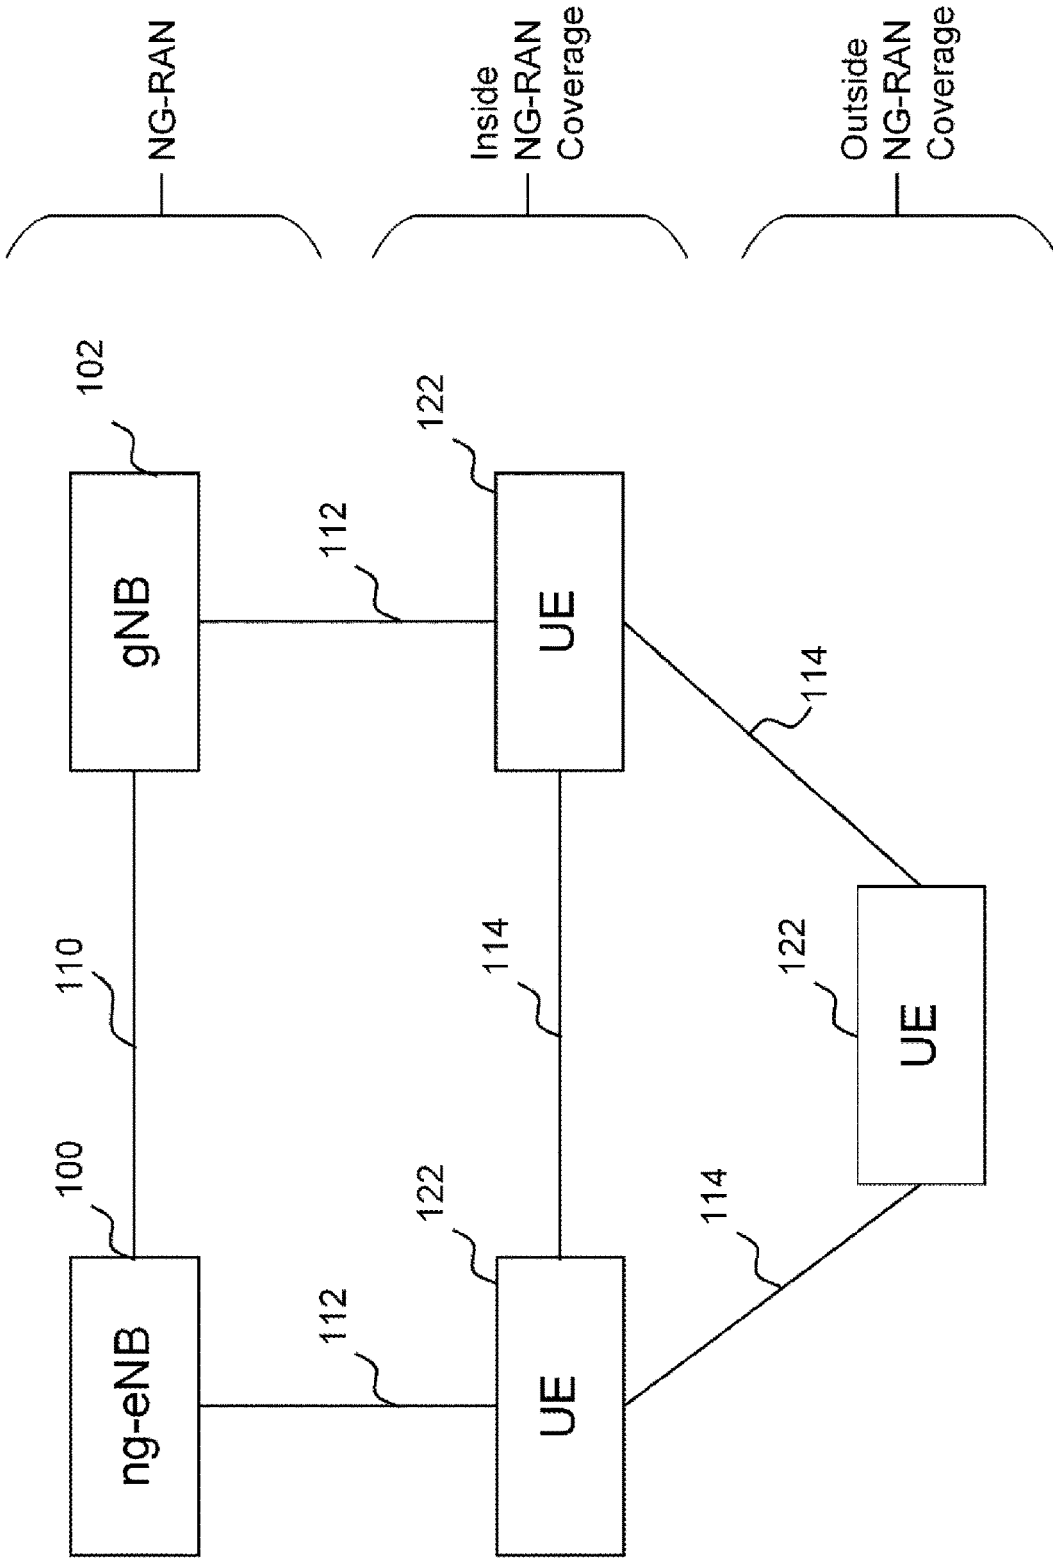 100
110
102
NG-RAN
ng-eNB
gNB
112
112
Inside
NG-RAN
Coverage
122
114
122
UE
UE
114
114
Outside
NG-RAN
Coverage
122
UE